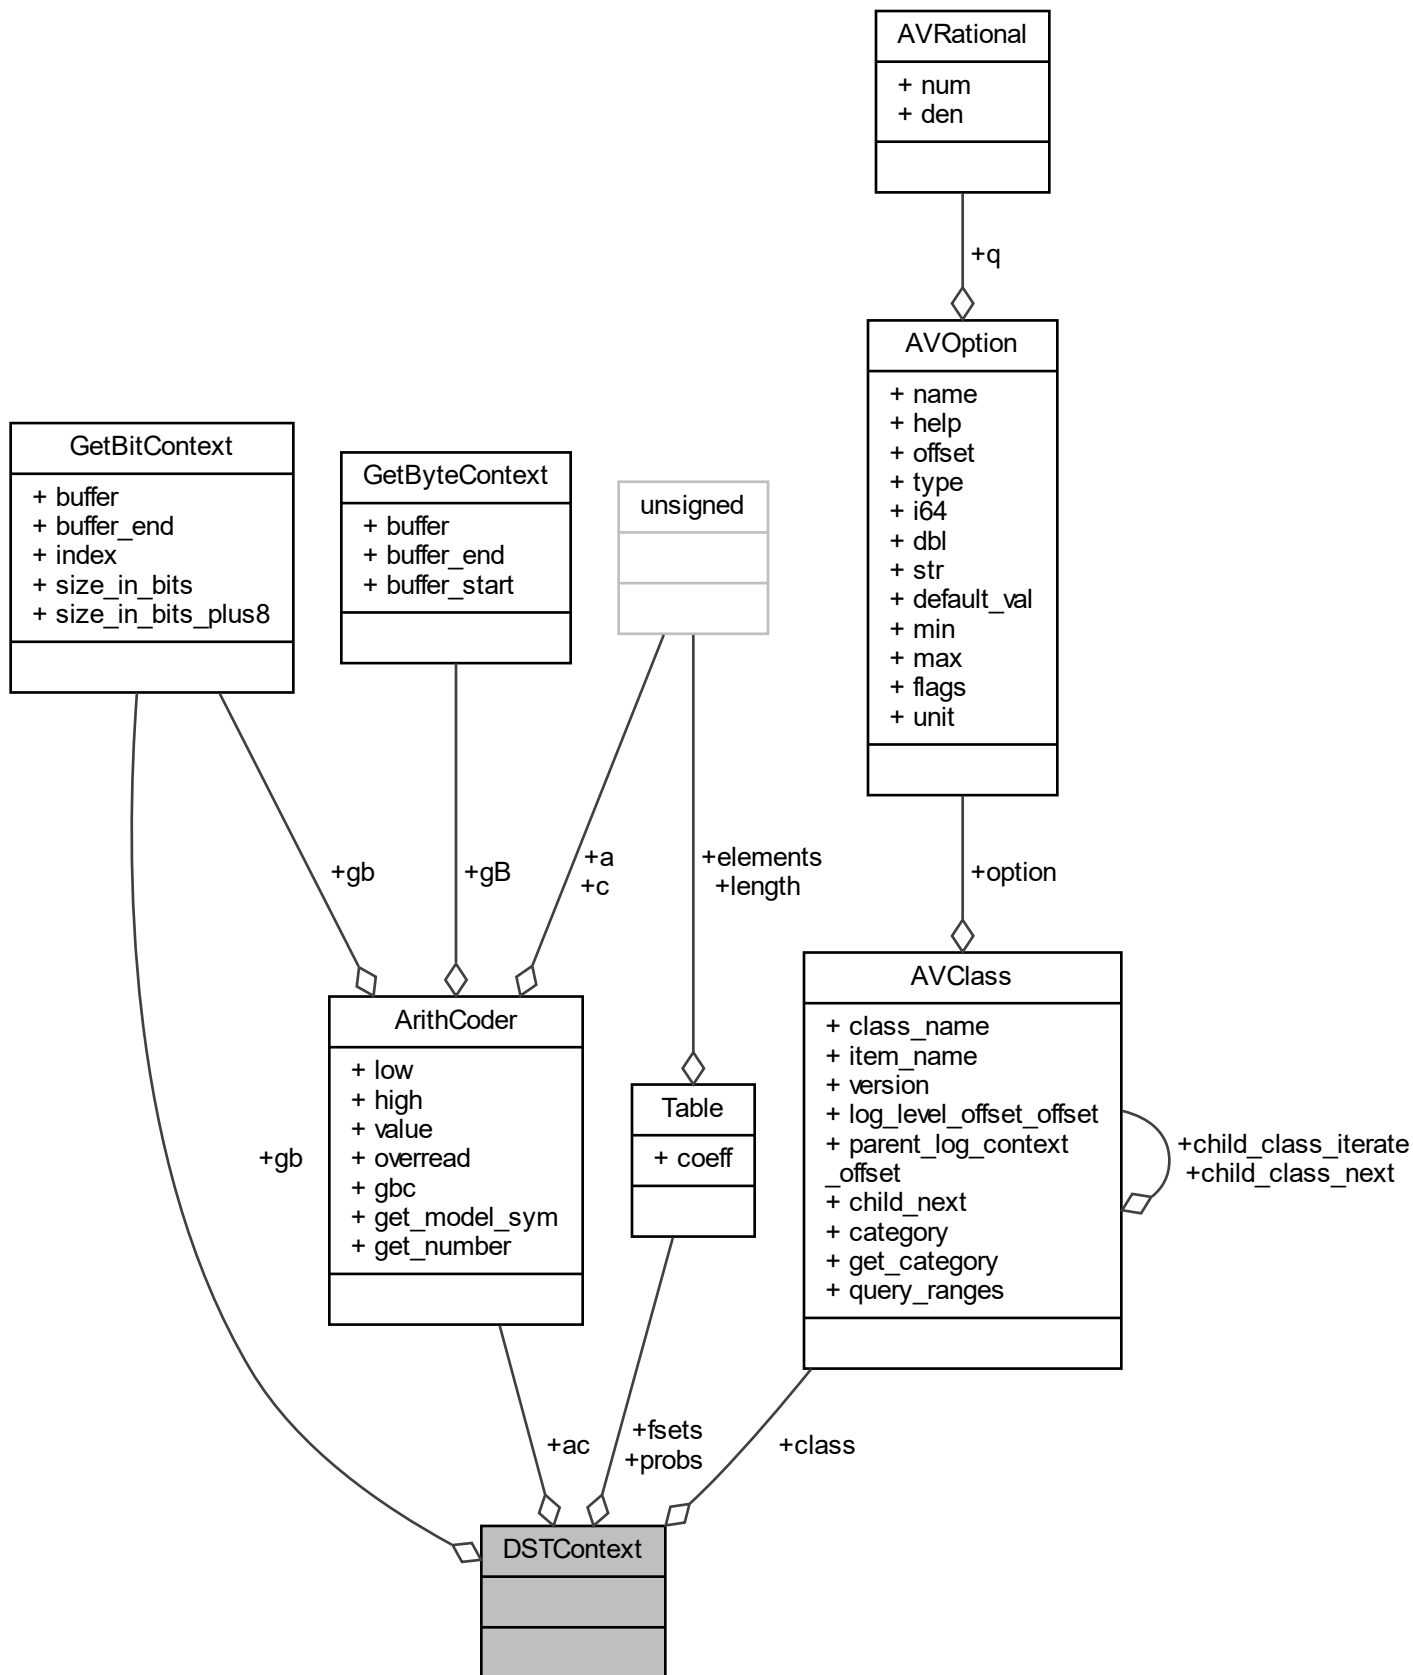 AVRational
+ num
+ den
+q
AVOption
+ name
+ help
+ offset
+ type
+ i64
+ dbl
+ str
+ default_val
+ min
+ max
+ flags
+ unit
GetBitContext
+ buffer
+ buffer_end
+ index
+ size_in_bits
+ size_in_bits_plus8
GetByteContext
+ buffer
+ buffer_end
+ buffer_start
unsigned
+gb
+gB
+a
+c
+elements
+length
+option
ArithCoder
+ low
+ high
+ value
+ overread
+ gbc
+ get_model_sym
+ get_number
Table
+ coeff
AVClass
+ class_name
+ item_name
+ version
+ log_level_offset_offset
+ parent_log_context
_offset
+ child_next
+ category
+ get_category
+ query_ranges
+child_class_iterate
+child_class_next
+gb
+ac
+fsets
+probs
+class
DSTContext